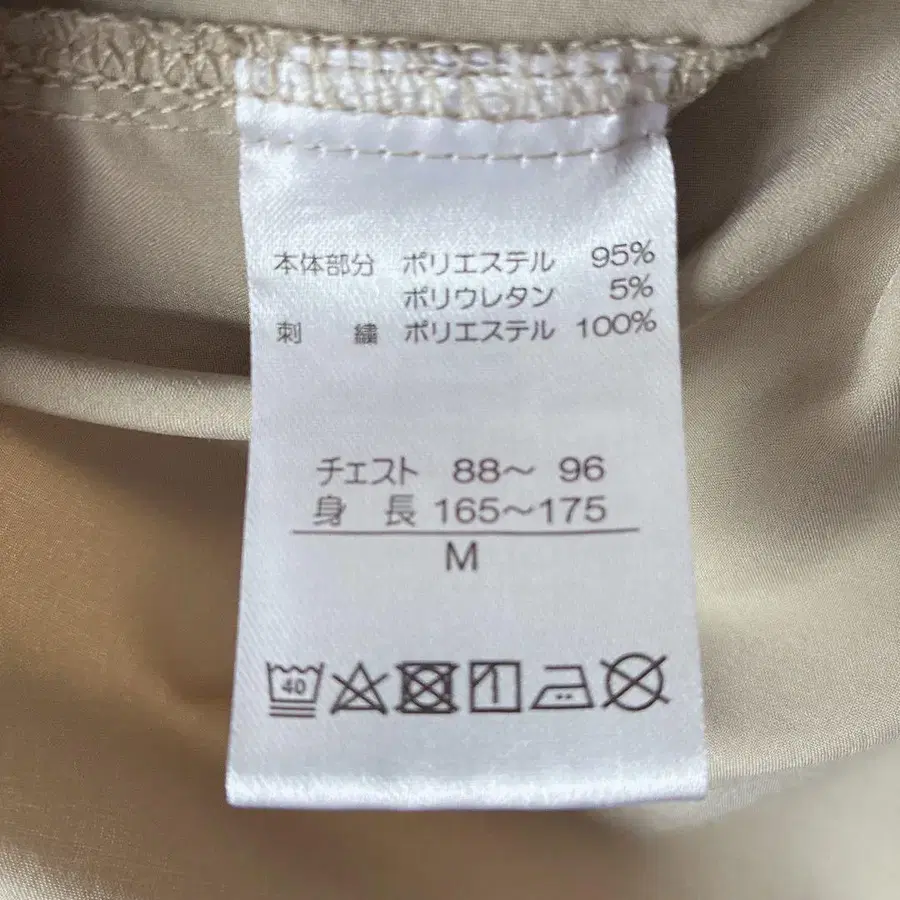 本体部分 ポリエステル 95%
ポリウレタン 5%
刺繍 ポリエステル 100%
チェスト 88〜96
身長 165〜175
M
40